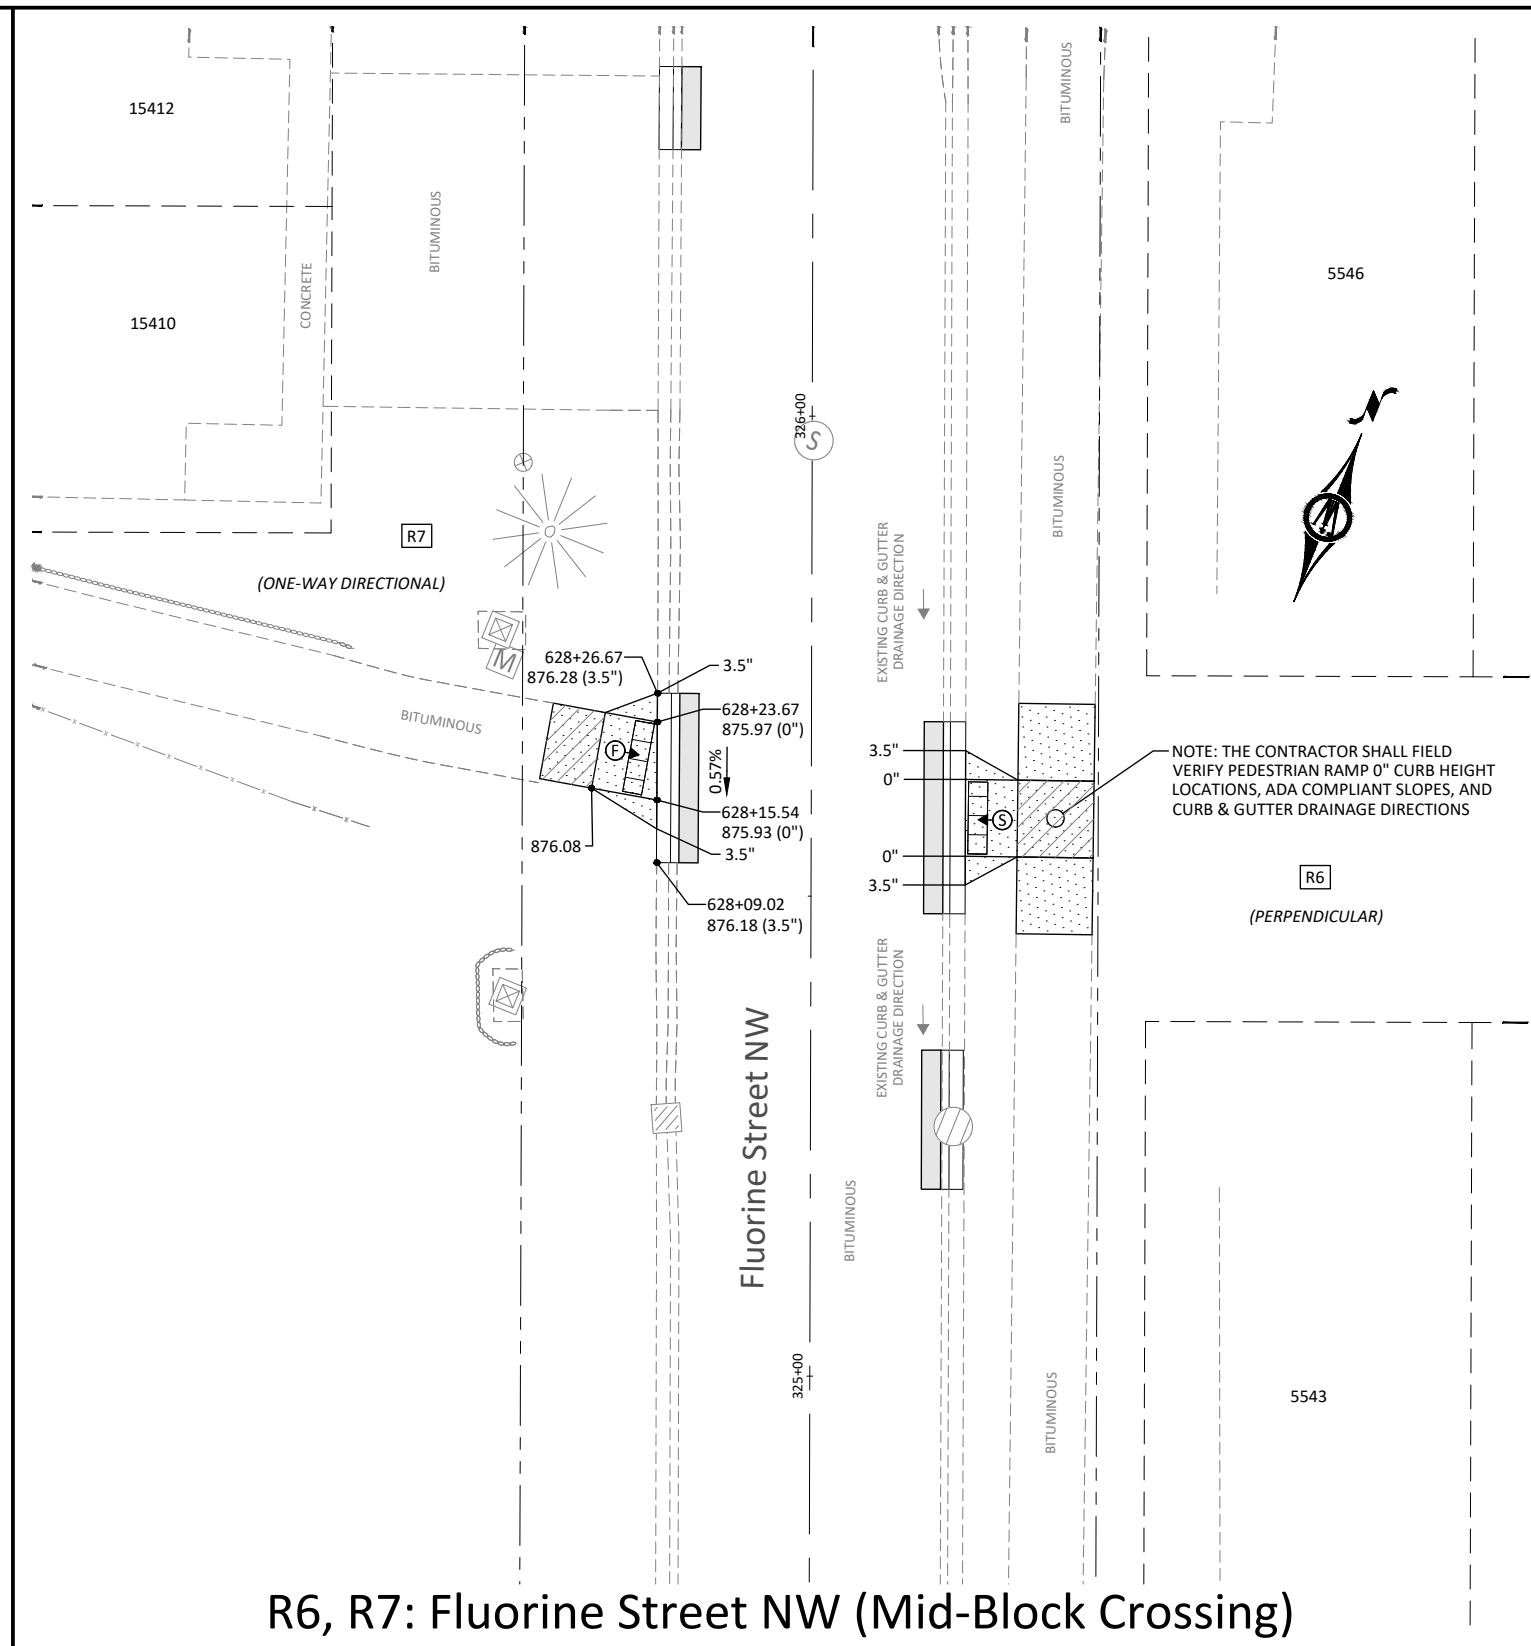 15412
BITUMINOUS
BITUMINOUS
15410
CONCRETE
5546
326+00
S
BITUMINOUS
N
R7
(ONE-WAY DIRECTIONAL)
EXISTING CURB & GUTTER
DRAINAGE DIRECTION
M
628+26.67
876.28 (3.5")
3.5"
BITUMINOUS
628+23.67
875.97 (0")
F
0.57%
628+15.54
875.93 (0")
876.08
3.5"
628+09.02
876.18 (3.5")
3.5"
0"
S
0"
3.5"
NOTE: THE CONTRACTOR SHALL FIELD
VERIFY PEDESTRIAN RAMP 0" CURB HEIGHT
LOCATIONS, ADA COMPLIANT SLOPES, AND
CURB & GUTTER DRAINAGE DIRECTIONS
R6
(PERPENDICULAR)
EXISTING CURB & GUTTER
DRAINAGE DIRECTION
Fluorine Street NW
BITUMINOUS
325+00
BITUMINOUS
5543
R6, R7: Fluorine Street NW (Mid-Block Crossing)